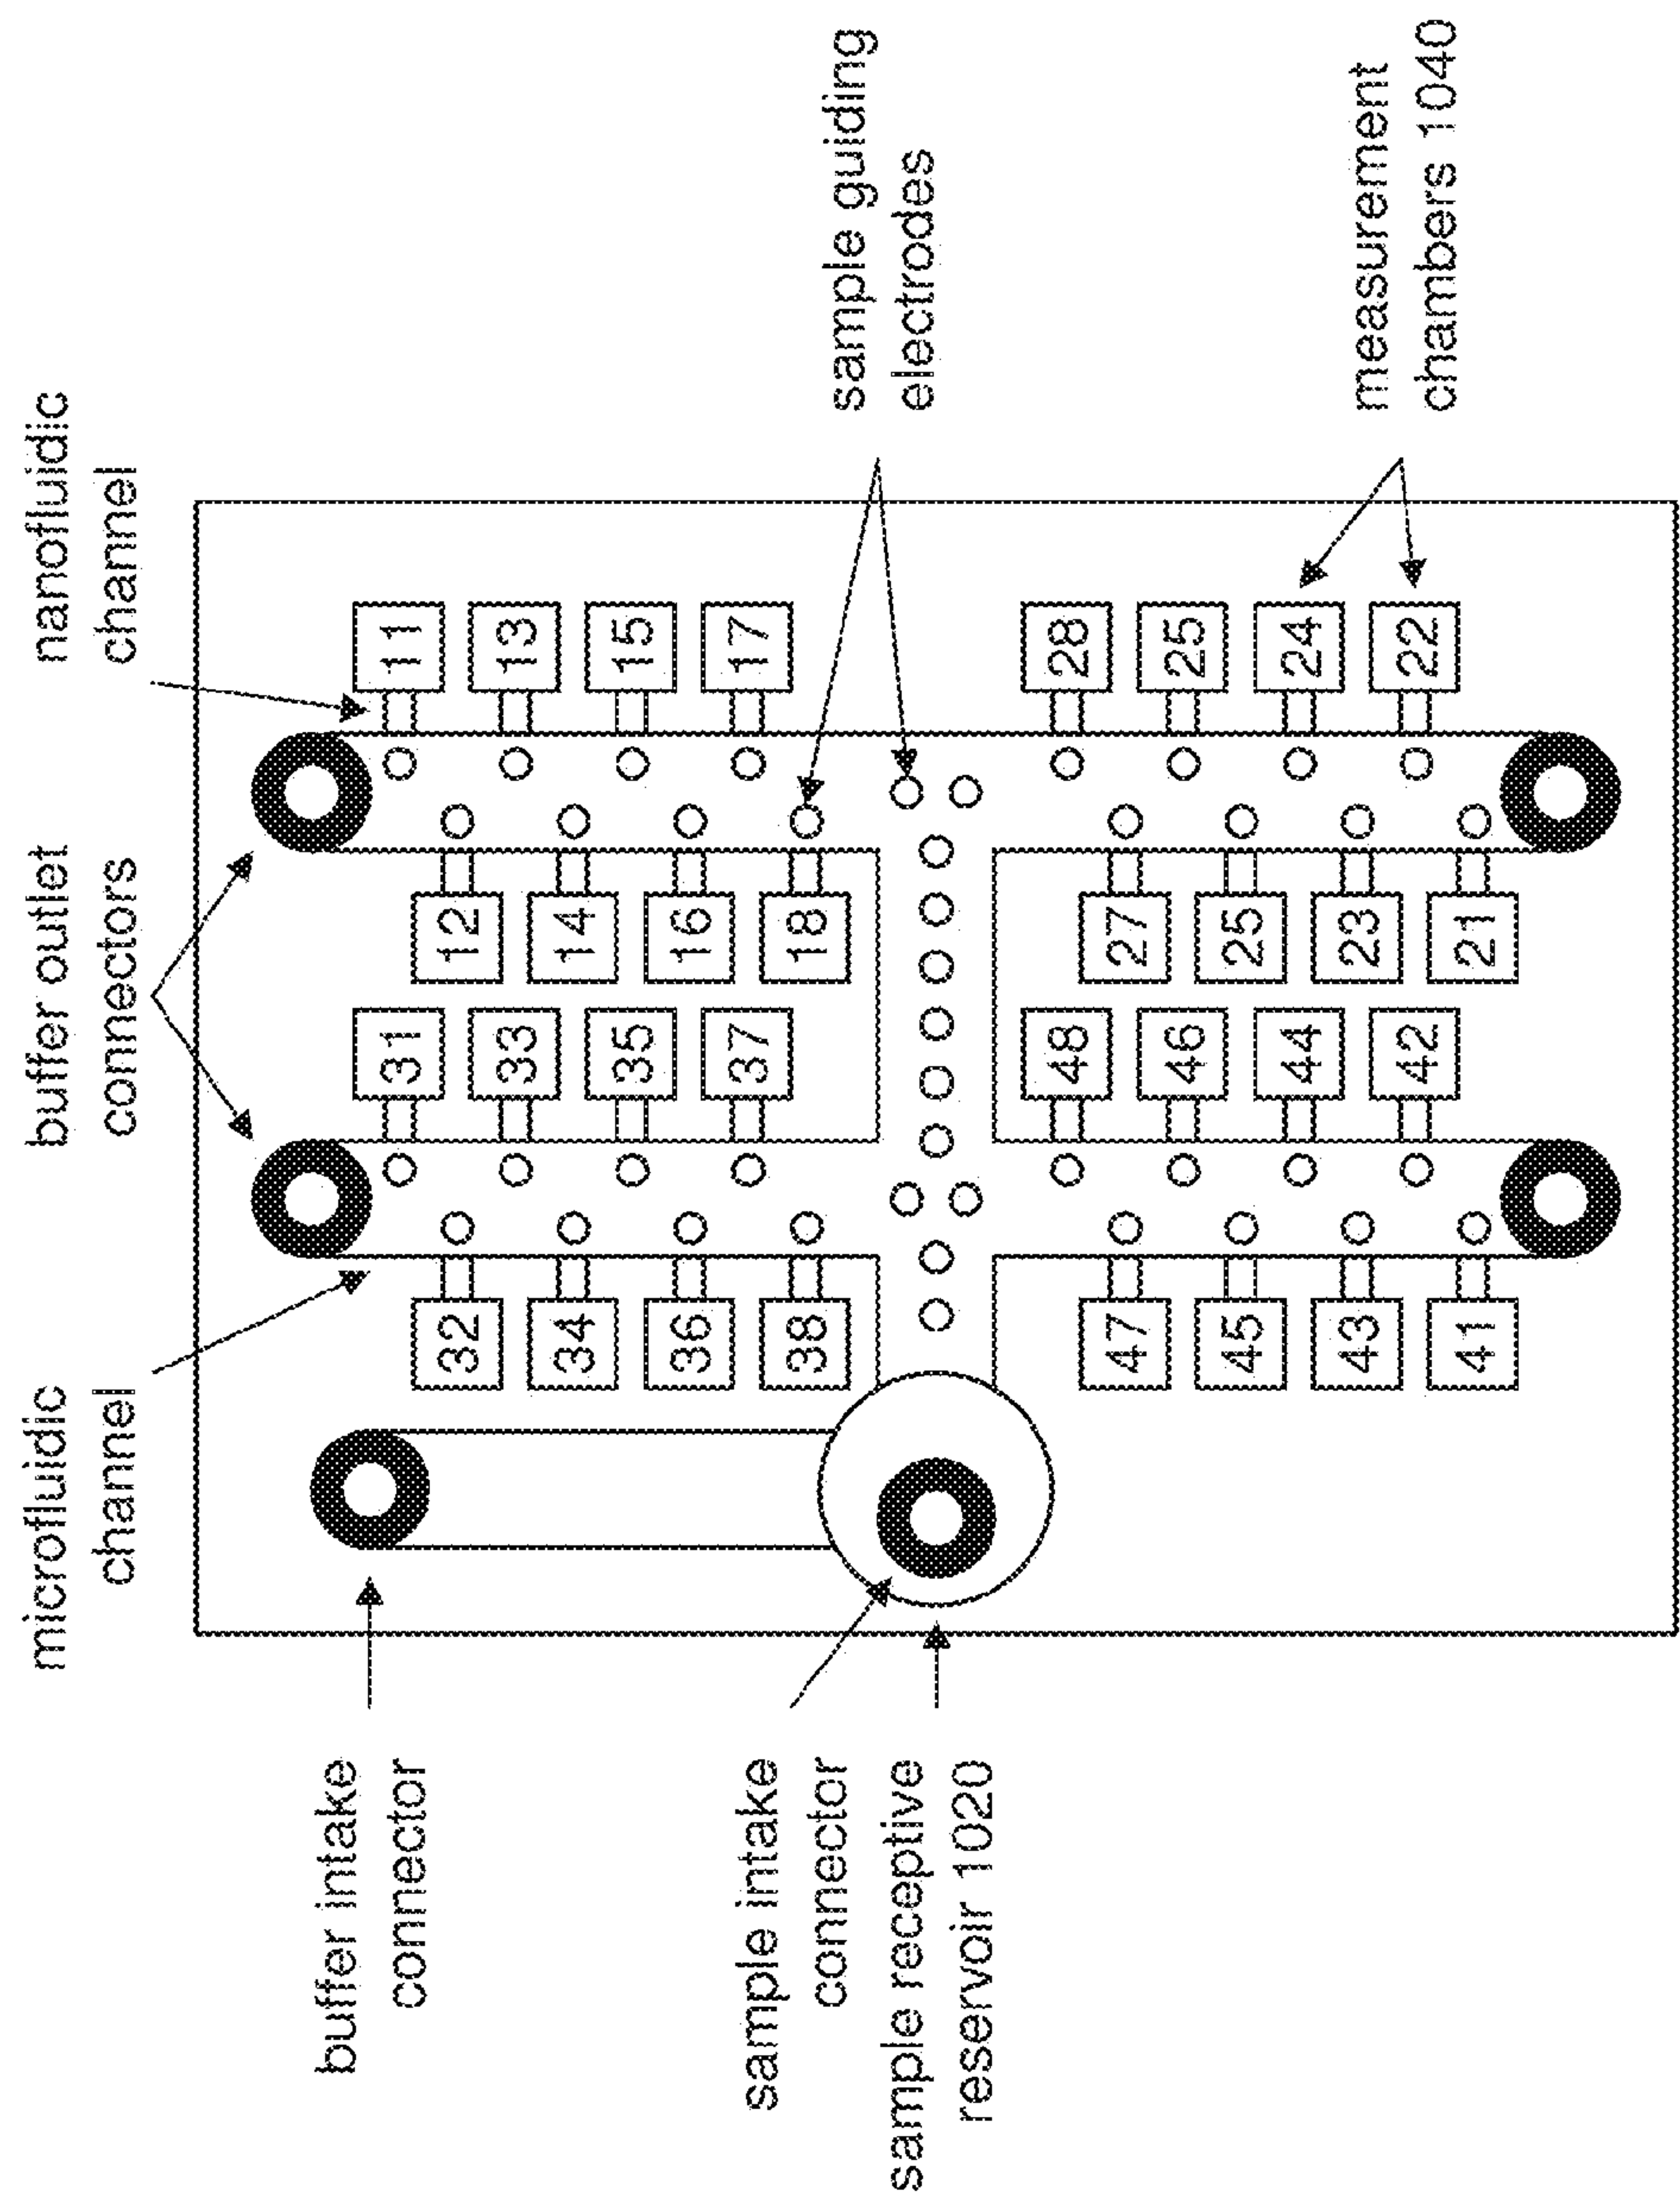 microfluidic
channel
buffer outlet
connectors
nanofluidic
channel
buffer intake
connector
31
11
32
12
33
13
34
14
35
15
36
16
37
17
38
18
sample intake
connector
sample receptive
reservoir 1020
sample guiding
electrodes
48
28
47
27
46
25
45
25
44
24
43
23
42
22
41
21
measurement
chambers 1040